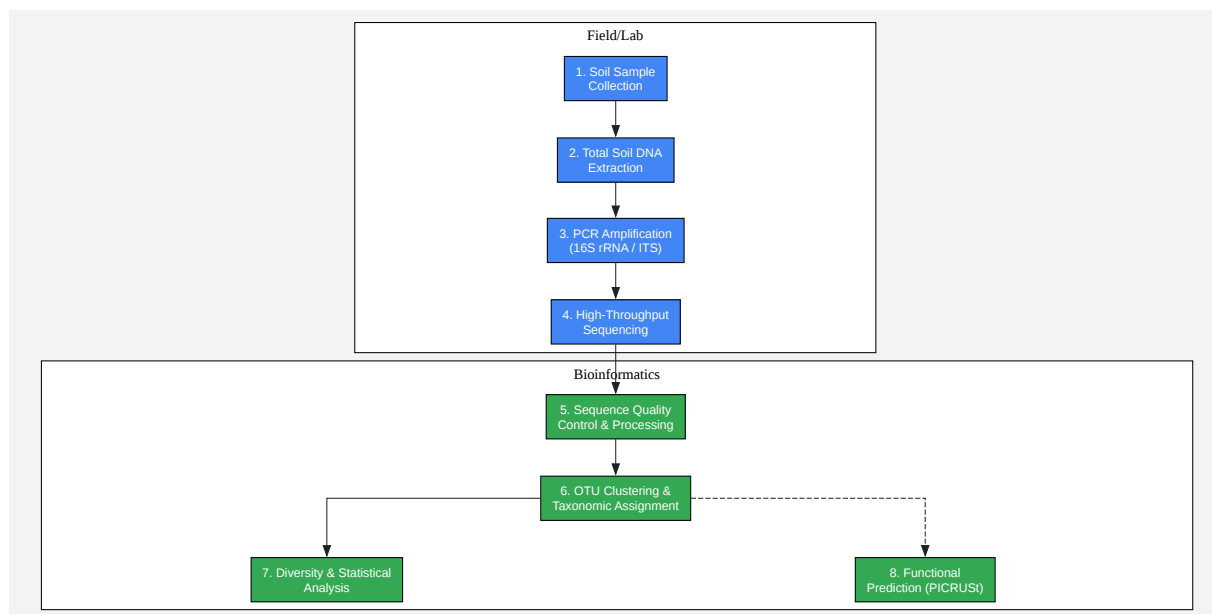 Field/Lab
1. Soil Sample
Collection
2. Total Soil DNA
Extraction
3. PCR Amplification
(16S rRNA / ITS)
4. High-Throughput
Sequencing
Bioinformatics
5. Sequence Quality
Control & Processing
6. OTU Clustering &
Taxonomic Assignment
7. Diversity & Statistical
Analysis
8. Functional
Prediction (PICRUSt)